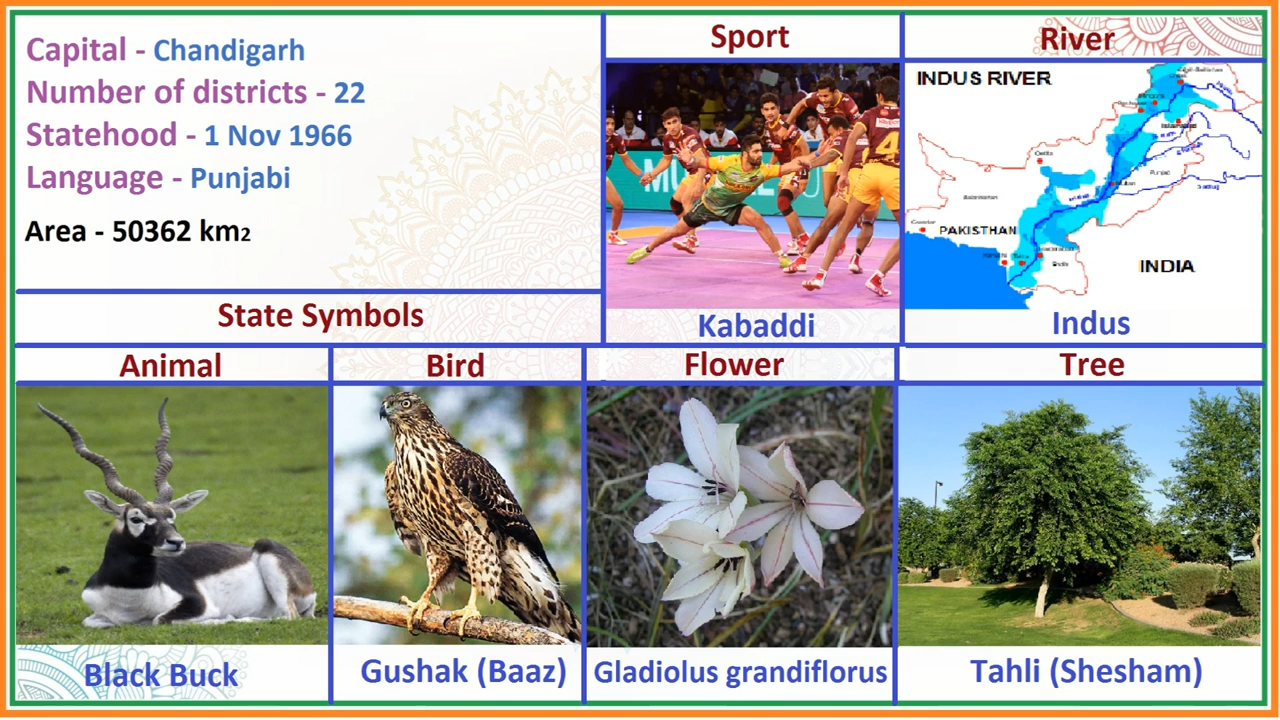 Capital - Chandigarh
Number of districts - 22
Statehood - 1 Nov 1966
Language - Punjabi
Area - 50362 km2
State Symbols
Sport
Kabaddi
River
INDUS RIVER
PAKISTHAN
INDIA
Indus
Animal
Black Buck
Bird
Gushak (Baaz)
Flower
Gladiolus grandiflorus
Tree
Tahli (Shesham)